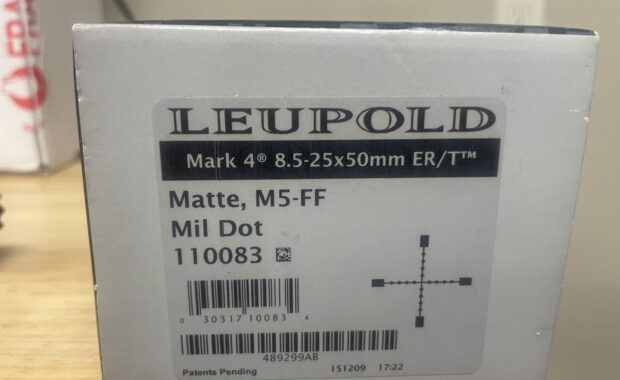 FRA
LEUPOLD
Mark 4® 8.5-25x50mm ER/T™
Matte, M5-FF
Mil Dot
110083
0 30317 10083 4
489299AB
Patents Pending 151209 17:22